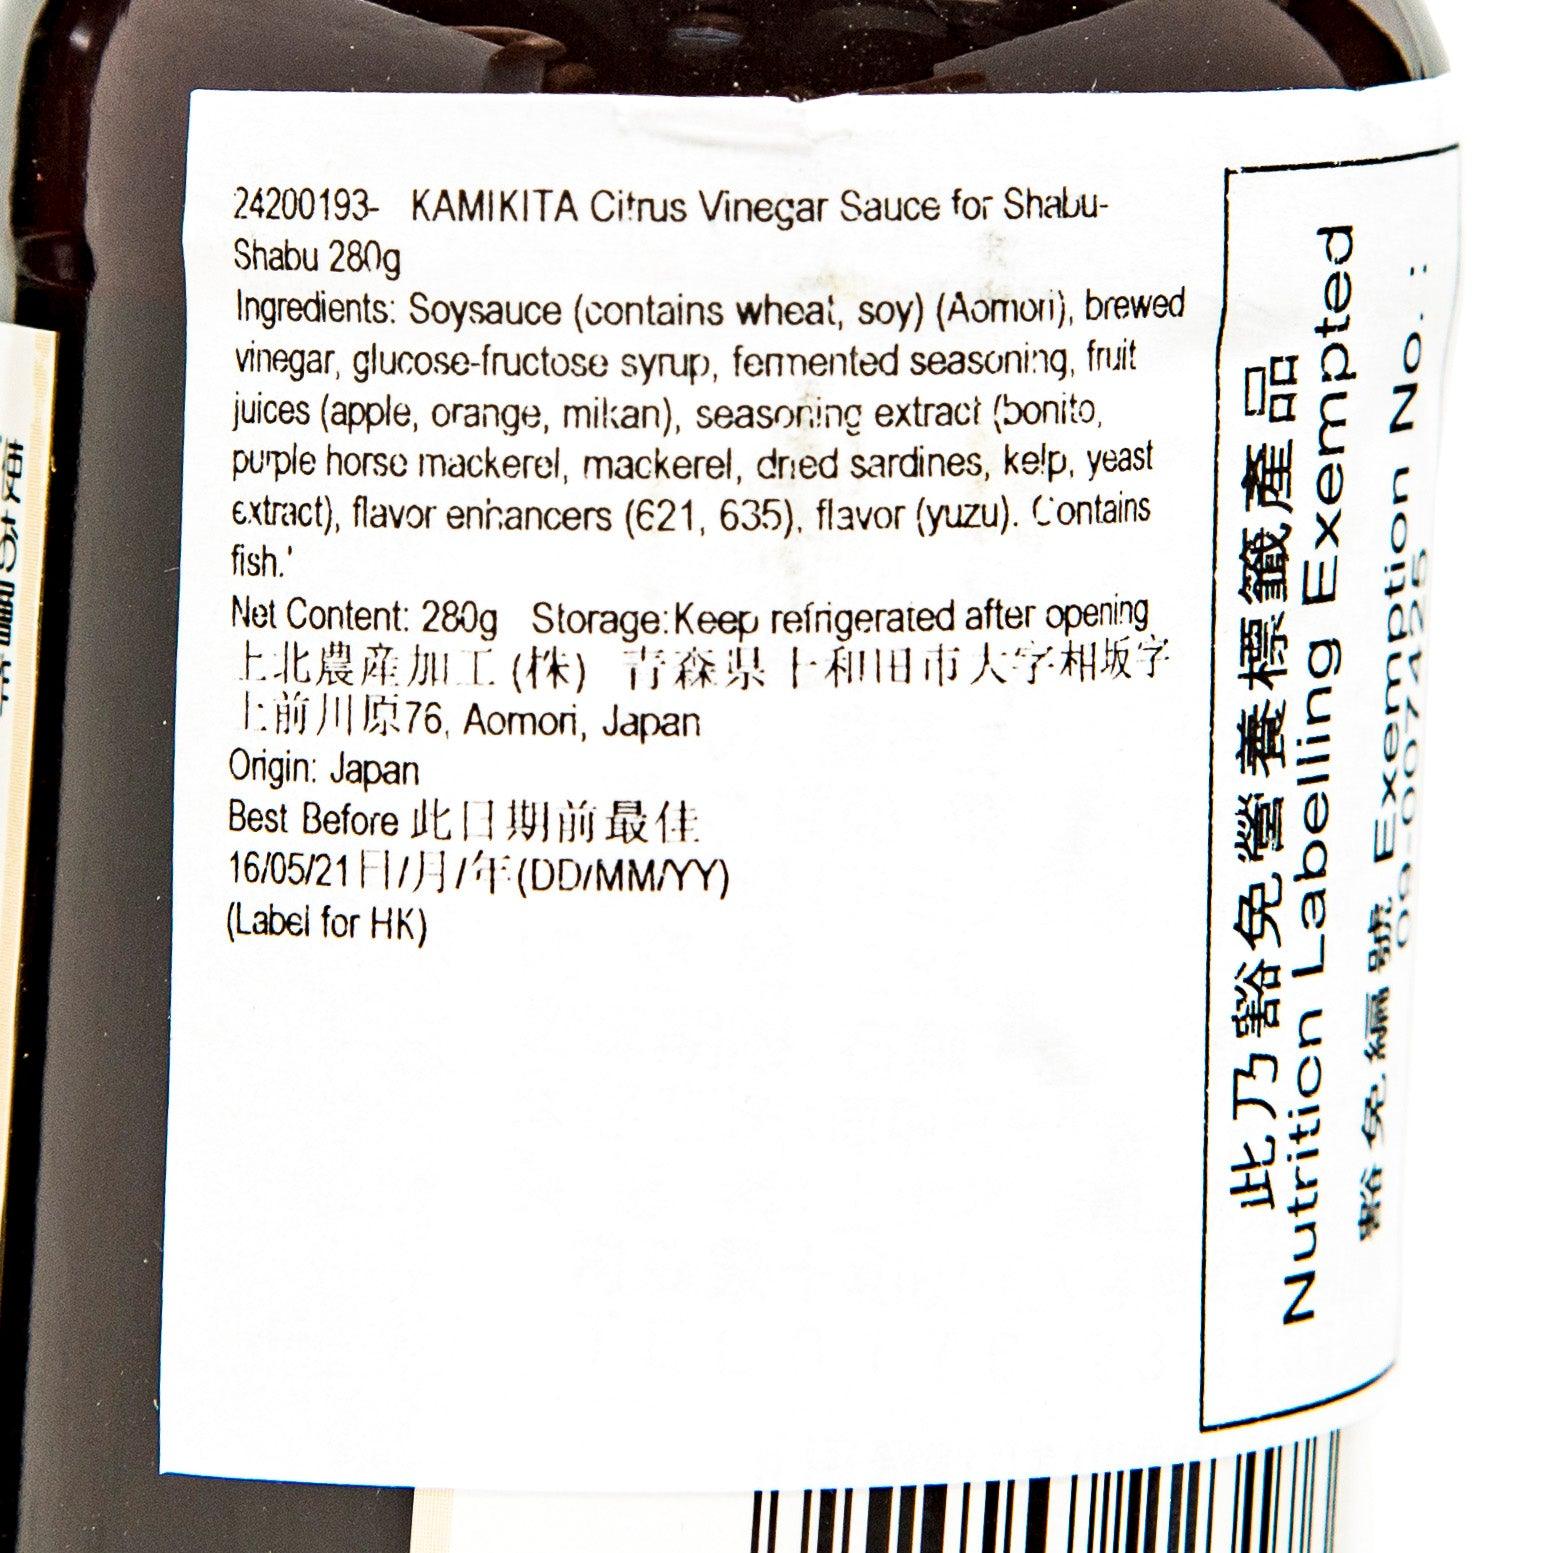 24200193- KAMIKITA Citrus Vinegar Sauce for Shabu-
Shabu 280g
Ingredients: Soysauce (contains wheat, soy) (Aomori), brewed
vinegar, glucose-fructose syrup, fermented seasoning, fruit
juices (apple, orange, mikan), seasoning extract (bonito,
purple horse mackerel, mackerel, dried sardines, kelp, yeast
extract), flavor enhancers (621, 635), flavor (yuzu). Contains
fish.'
Net Content: 280g Storage:Keep refrigerated after opening
上北農産加工(株) 青森県十和田市大字相坂字
上前川原76, Aomori, Japan
Origin: Japan
Best Before 此日期前最佳
16/05/21日/月/年(DD/MM/YY)
(Label for HK)
此乃豁免營養標籤產品
Nutrition Labelling Exempted
豁免編號 Exemption No. :
09-007425